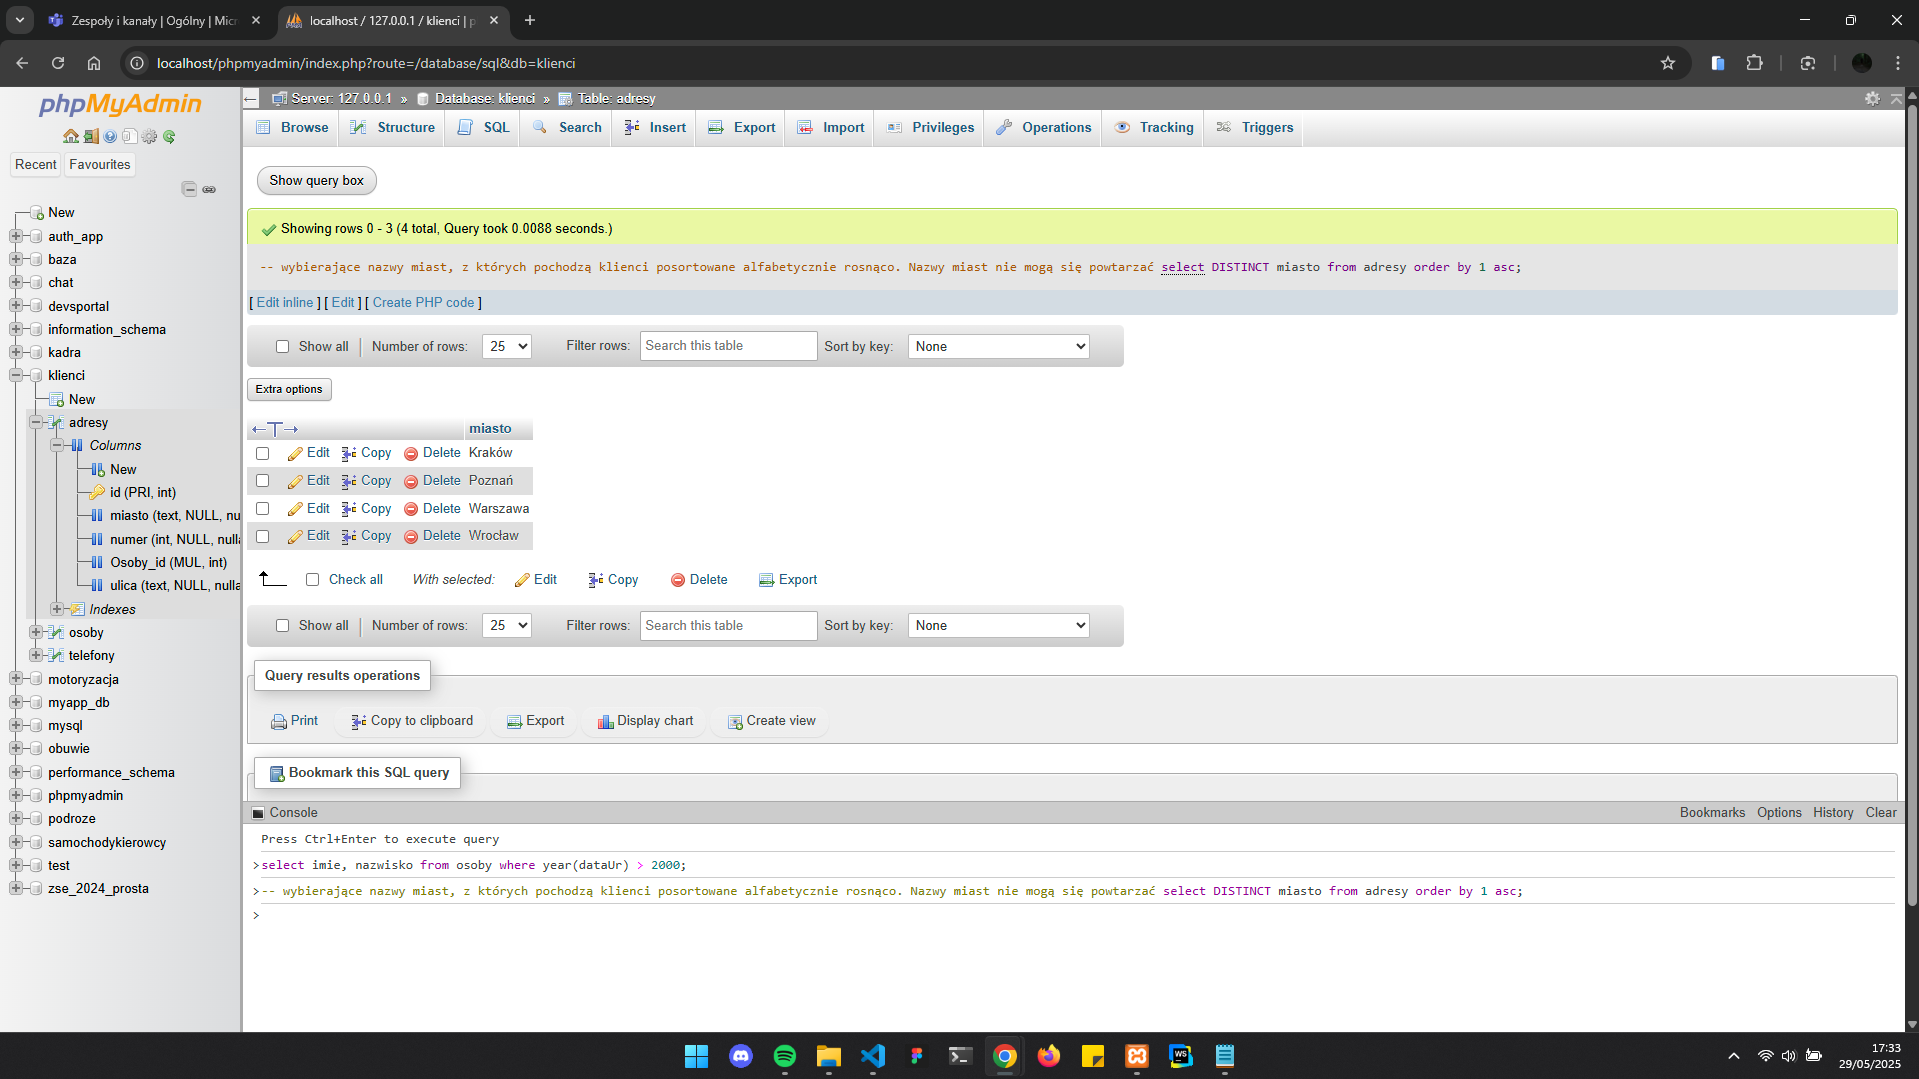 Zespoły i kanały | Ogólny | Micr
localhost / 127.0.0.1 / klienci | p
localhost/phpmyadmin/index.php?route=/database/sql&db=klienci
phpMyAdmin
Recent
Favourites
New
auth_app
baza
chat
devsportal
information_schema
kadra
klienci
New
adresy
Columns
New
id (PRI, int)
miasto (text, NULL, nu
numer (int, NULL, nulla
Osoby_id (MUL, int)
ulica (text, NULL, nulla
Indexes
osoby
telefony
motoryzacja
myapp_db
mysql
obuwie
performance_schema
phpmyadmin
podroze
samochodykierowcy
test
zse_2024_prosta
Server: 127.0.0.1 » Database: klienci » Table: adresy
Browse
Structure
SQL
Search
Insert
Export
Import
Privileges
Operations
Tracking
Triggers
Show query box
Showing rows 0 - 3 (4 total, Query took 0.0088 seconds.)
-- wybierające nazwy miast, z których pochodzą klienci posortowane alfabetycznie rosnąco. Nazwy miast nie mogą się powtarzać select DISTINCT miasto from adresy order by 1 asc;
[ Edit inline ] [ Edit ] [ Create PHP code ]
Show all | Number of rows: 25 Filter rows: Search this table Sort by key: None
Extra options
←T→ miasto
Edit Copy Delete Kraków
Edit Copy Delete Poznań
Edit Copy Delete Warszawa
Edit Copy Delete Wrocław
Check all With selected: Edit Copy Delete Export
Show all | Number of rows: 25 Filter rows: Search this table Sort by key: None
Query results operations
Print Copy to clipboard Export Display chart Create view
Bookmark this SQL query
Console Bookmarks Options History Clear
Press Ctrl+Enter to execute query
>select imie, nazwisko from osoby where year(dataUr) > 2000;
>-- wybierające nazwy miast, z których pochodzą klienci posortowane alfabetycznie rosnąco. Nazwy miast nie mogą się powtarzać select DISTINCT miasto from adresy order by 1 asc;
>
WS
17:33
29/05/2025